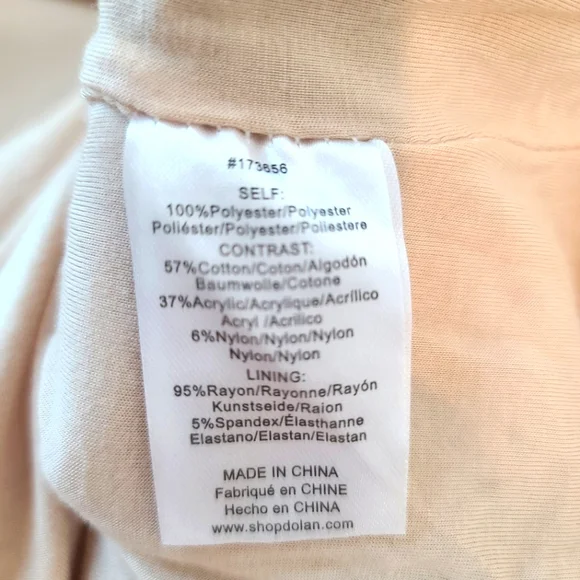 #173656
SELF:
100%Polyester/Polyester
Poliéster/Polyester/Poliestere
CONTRAST:
57%Cotton/Coton/Algodón
Baumwolle/Cotone
37%Acrylic/Acrylique/Acrílico
Acryl /Acrilico
6%Nylon/Nylon/Nylon
Nylon/Nylon
LINING:
95%Rayon/Rayonne/Rayón
Kunstseide/Raion
5%Spandex/Élasthanne
Elastano/Elastan/Elastan
MADE IN CHINA
Fabriqué en CHINE
Hecho en CHINA
www.shopdolan.com